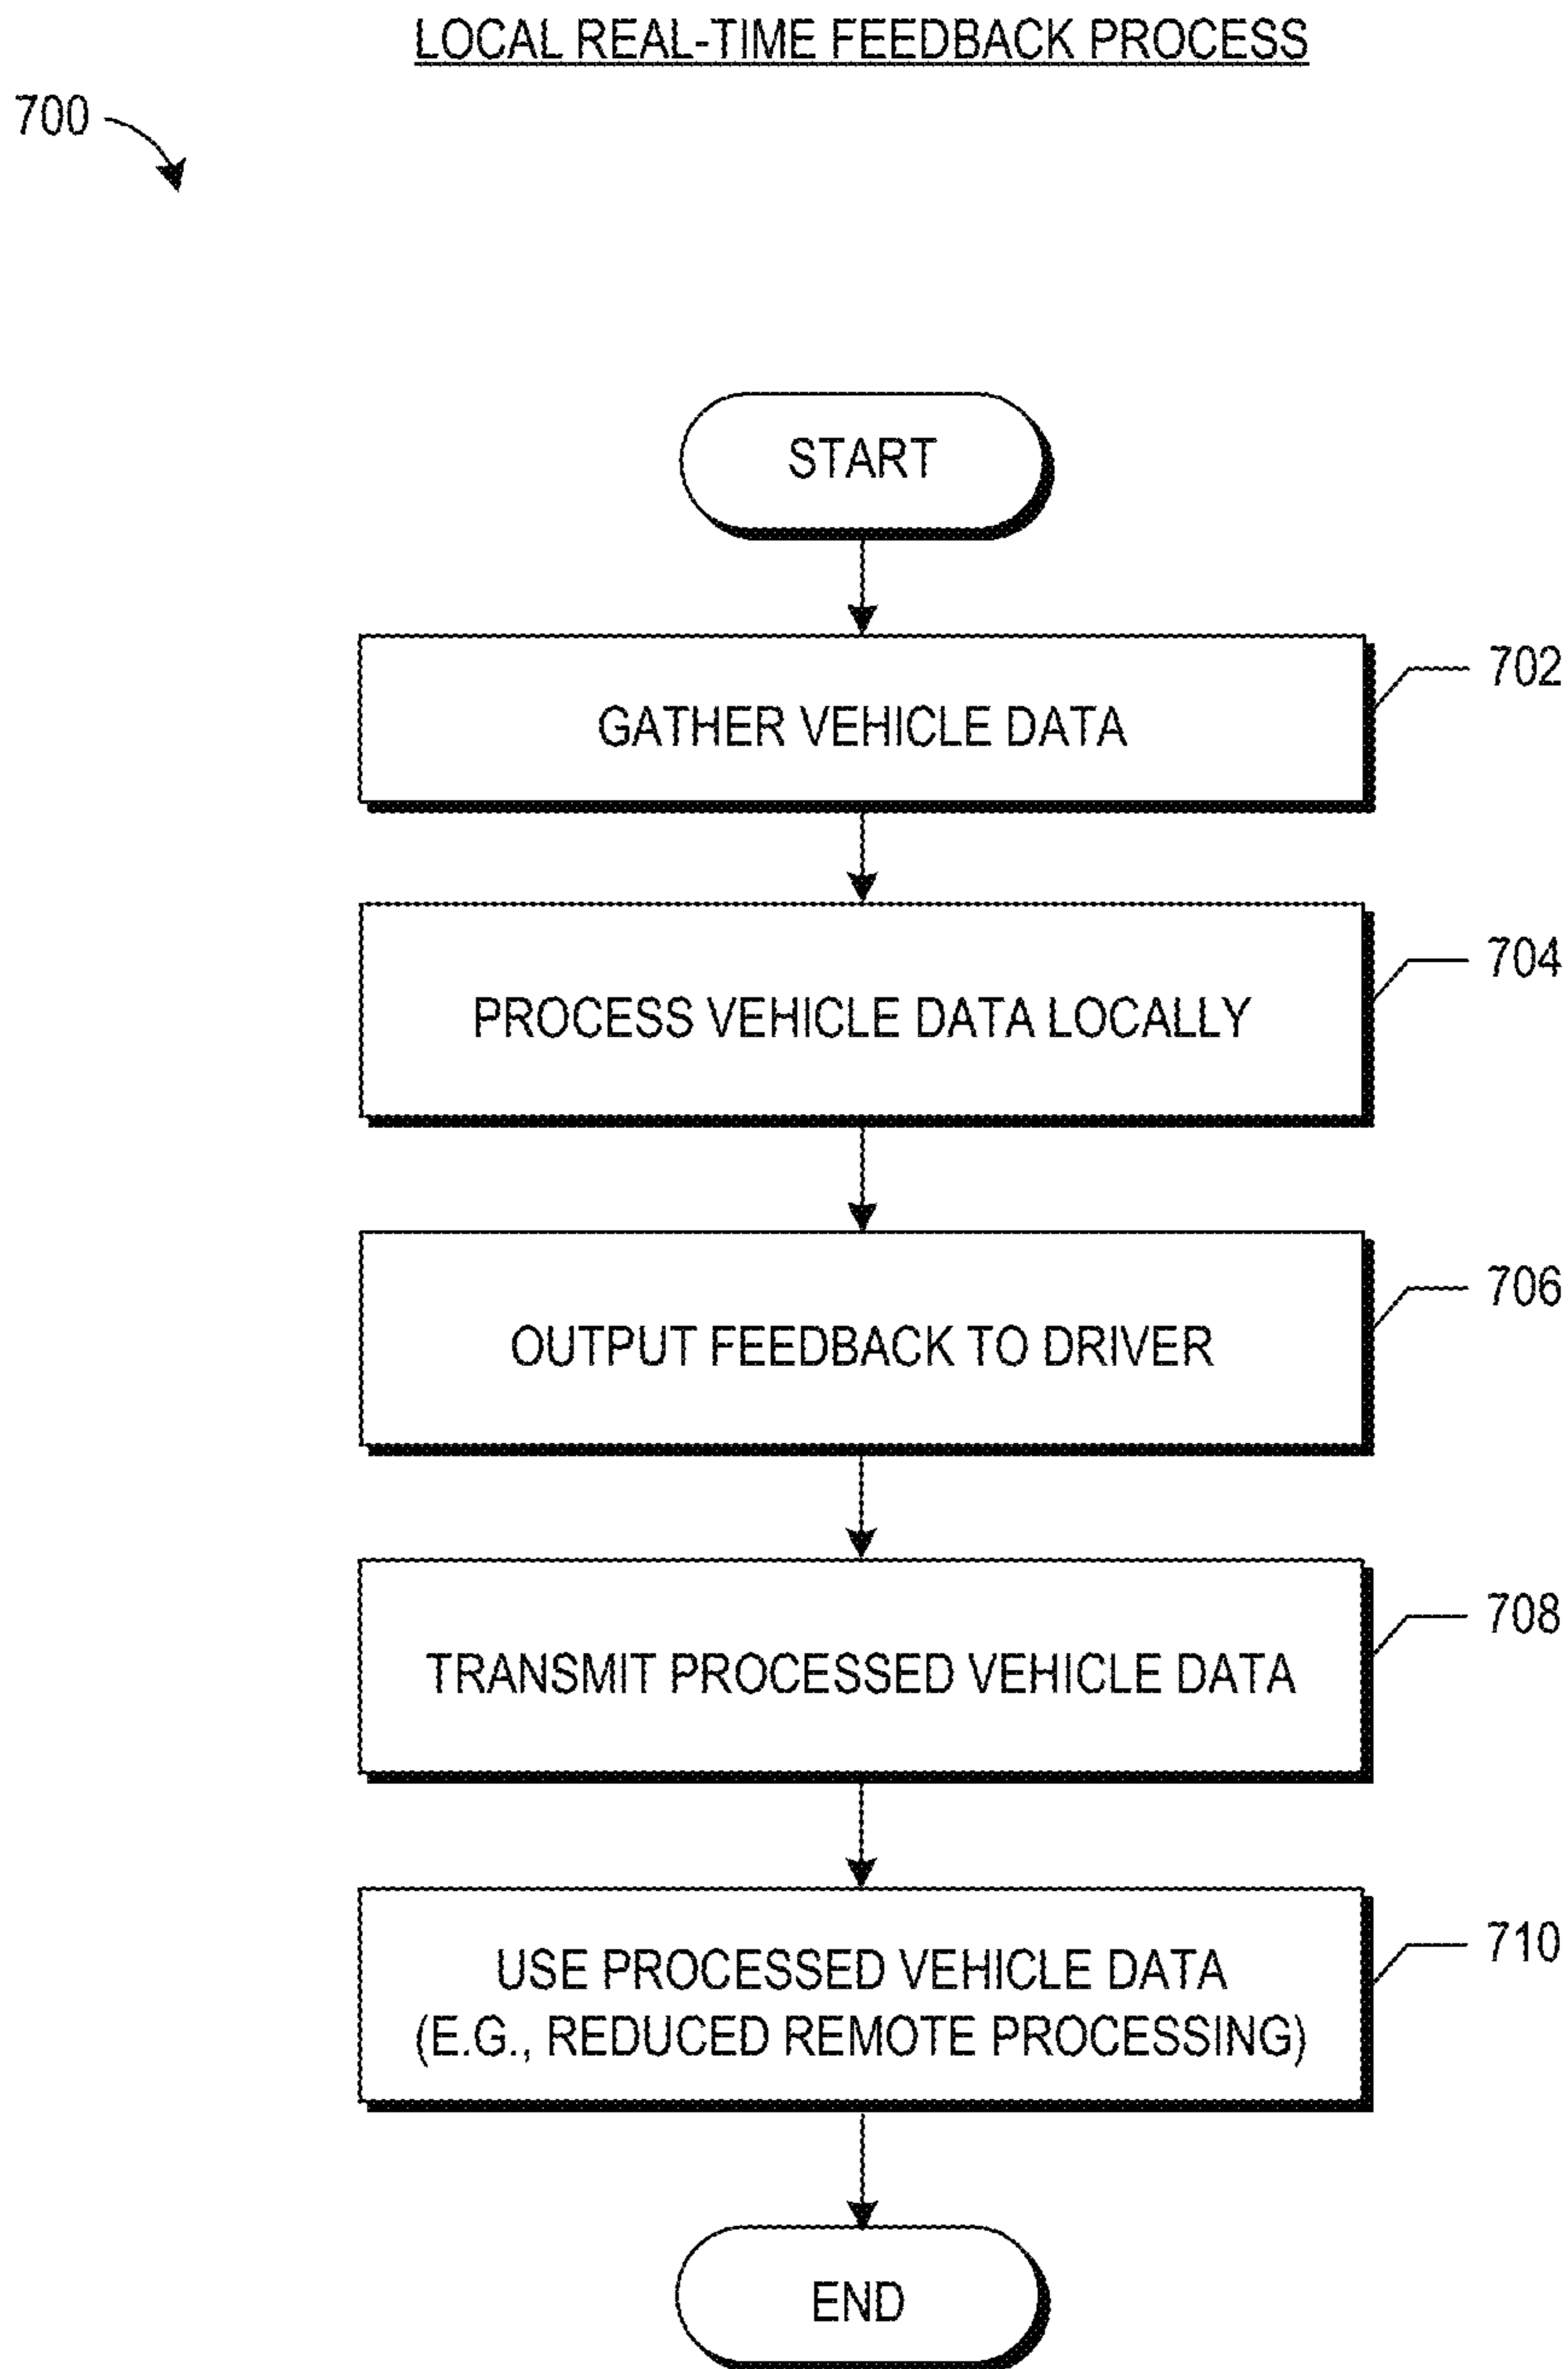 LOCAL REAL-TIME FEEDBACK PROCESS
700
START
GATHER VEHICLE DATA
702
PROCESS VEHICLE DATA LOCALLY
704
OUTPUT FEEDBACK TO DRIVER
706
TRANSMIT PROCESSED VEHICLE DATA
708
USE PROCESSED VEHICLE DATA
(E.G., REDUCED REMOTE PROCESSING)
710
END